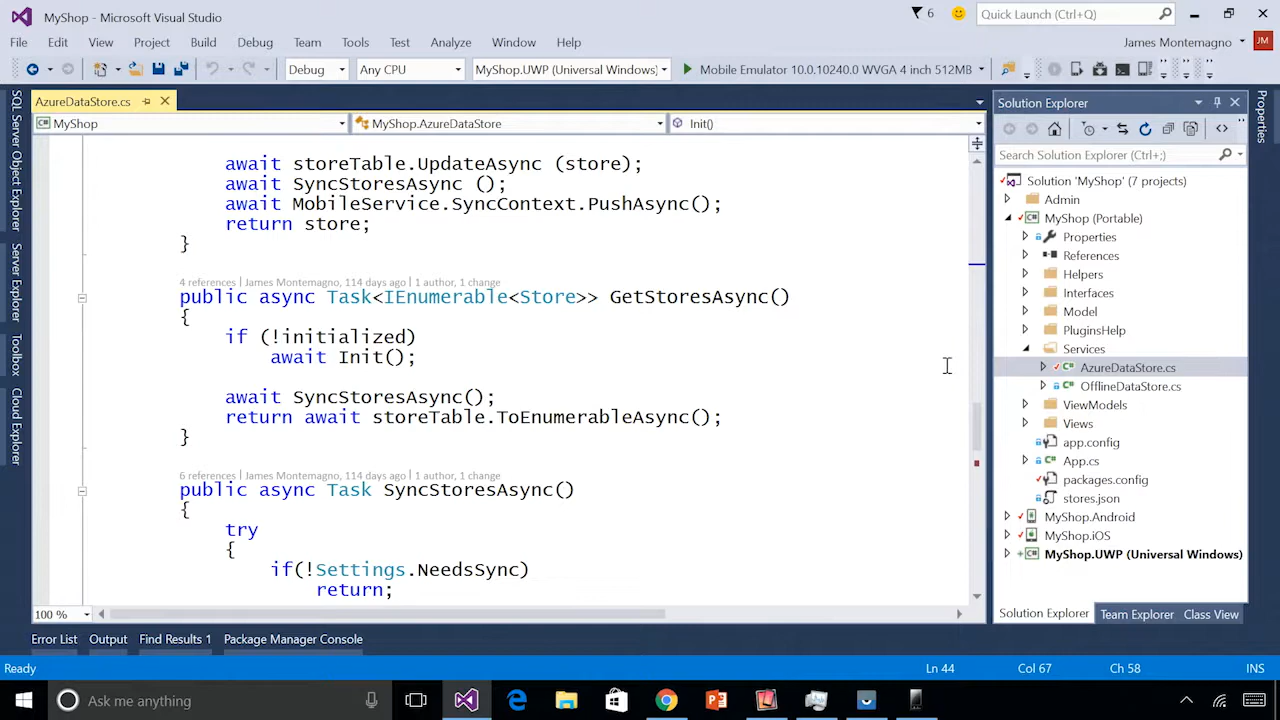 MyShop - Microsoft Visual Studio
6
Quick Launch (Ctrl+Q)
File Edit View Project Build Debug Team Tools Test Analyze Window Help
James Montemagno
JM
Debug Any CPU MyShop.UWP (Universal Windows) Mobile Emulator 10.0.10240.0 WVGA 4 inch 512MB
SQL Server Object Explorer
Server Explorer
Toolbox
Cloud Explorer
AzureDataStore.cs
MyShop MyShop.AzureDataStore Init()
await storeTable.UpdateAsync (store);
await SyncStoresAsync ();
await MobileService.SyncContext.PushAsync();
return store;
}
4 references | James Montemagno, 114 days ago | 1 author, 1 change
public async Task<IEnumerable<Store>> GetStoresAsync()
{
if (!initialized)
await Init();
await SyncStoresAsync();
return await storeTable.ToEnumerableAsync();
}
6 references | James Montemagno, 114 days ago | 1 author, 1 change
public async Task SyncStoresAsync()
{
try
{
if(!Settings.NeedsSync)
return;
100 %
Solution Explorer
Search Solution Explorer (Ctrl+;)
Solution 'MyShop' (7 projects)
Admin
MyShop (Portable)
Properties
References
Helpers
Interfaces
Model
PluginsHelp
Services
AzureDataStore.cs
OfflineDataStore.cs
ViewModels
Views
app.config
App.cs
packages.config
stores.json
MyShop.Android
MyShop.iOS
MyShop.UWP (Universal Windows)
Solution Explorer Team Explorer Class View
Properties
Error List Output Find Results 1 Package Manager Console
Ready Ln 44 Col 67 Ch 58 INS
Ask me anything